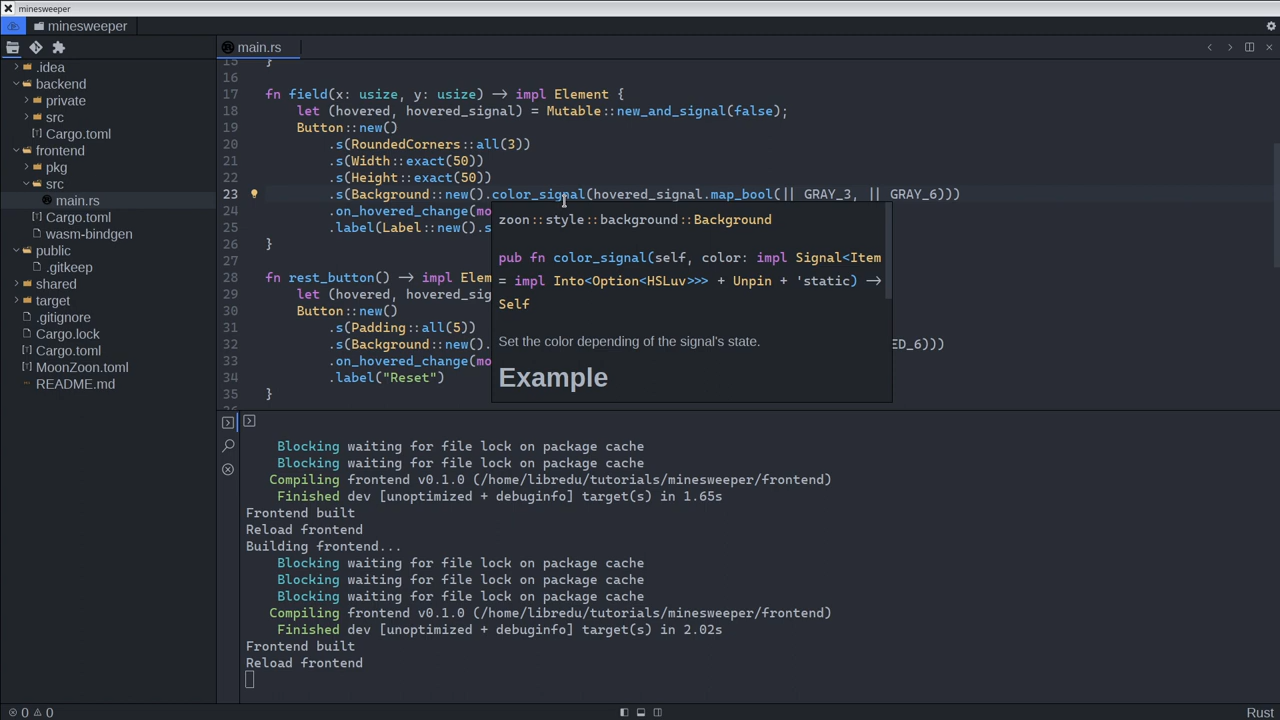 minesweeper
minesweeper
.idea
backend
private
src
Cargo.toml
frontend
pkg
src
main.rs
Cargo.toml
wasm-bindgen
public
.gitkeep
shared
target
.gitignore
Cargo.lock
Cargo.toml
MoonZoon.toml
README.md
main.rs
15 }
16
17 fn field(x: usize, y: usize) -> impl Element {
18 let (hovered, hovered_signal) = Mutable::new_and_signal(false);
19 Button::new()
20 .s(RoundedCorners::all(3))
21 .s(Width::exact(50))
22 .s(Height::exact(50))
23 .s(Background::new().color_signal(hovered_signal.map_bool(|| GRAY_3, || GRAY_6)))
24 .on_hovered_change(mo
25 .label(Label::new().s
26 }
27
28 fn rest_button() -> impl Elem
29 let (hovered, hovered_sig
30 Button::new()
31 .s(Padding::all(5))
32 .s(Background::new(). ED_6)))
33 .on_hovered_change(mo
34 .label("Reset")
35 }
zoon::style::background::Background
pub fn color_signal(self, color: impl Signal<Item
= impl Into<Option<HSLuv>>> + Unpin + 'static) ->
Self
Set the color depending of the signal's state.
Example
Blocking waiting for file lock on package cache
Blocking waiting for file lock on package cache
Compiling frontend v0.1.0 (/home/libredu/tutorials/minesweeper/frontend)
Finished dev [unoptimized + debuginfo] target(s) in 1.65s
Frontend built
Reload frontend
Building frontend...
Blocking waiting for file lock on package cache
Blocking waiting for file lock on package cache
Blocking waiting for file lock on package cache
Compiling frontend v0.1.0 (/home/libredu/tutorials/minesweeper/frontend)
Finished dev [unoptimized + debuginfo] target(s) in 2.02s
Frontend built
Reload frontend
0 0
Rust